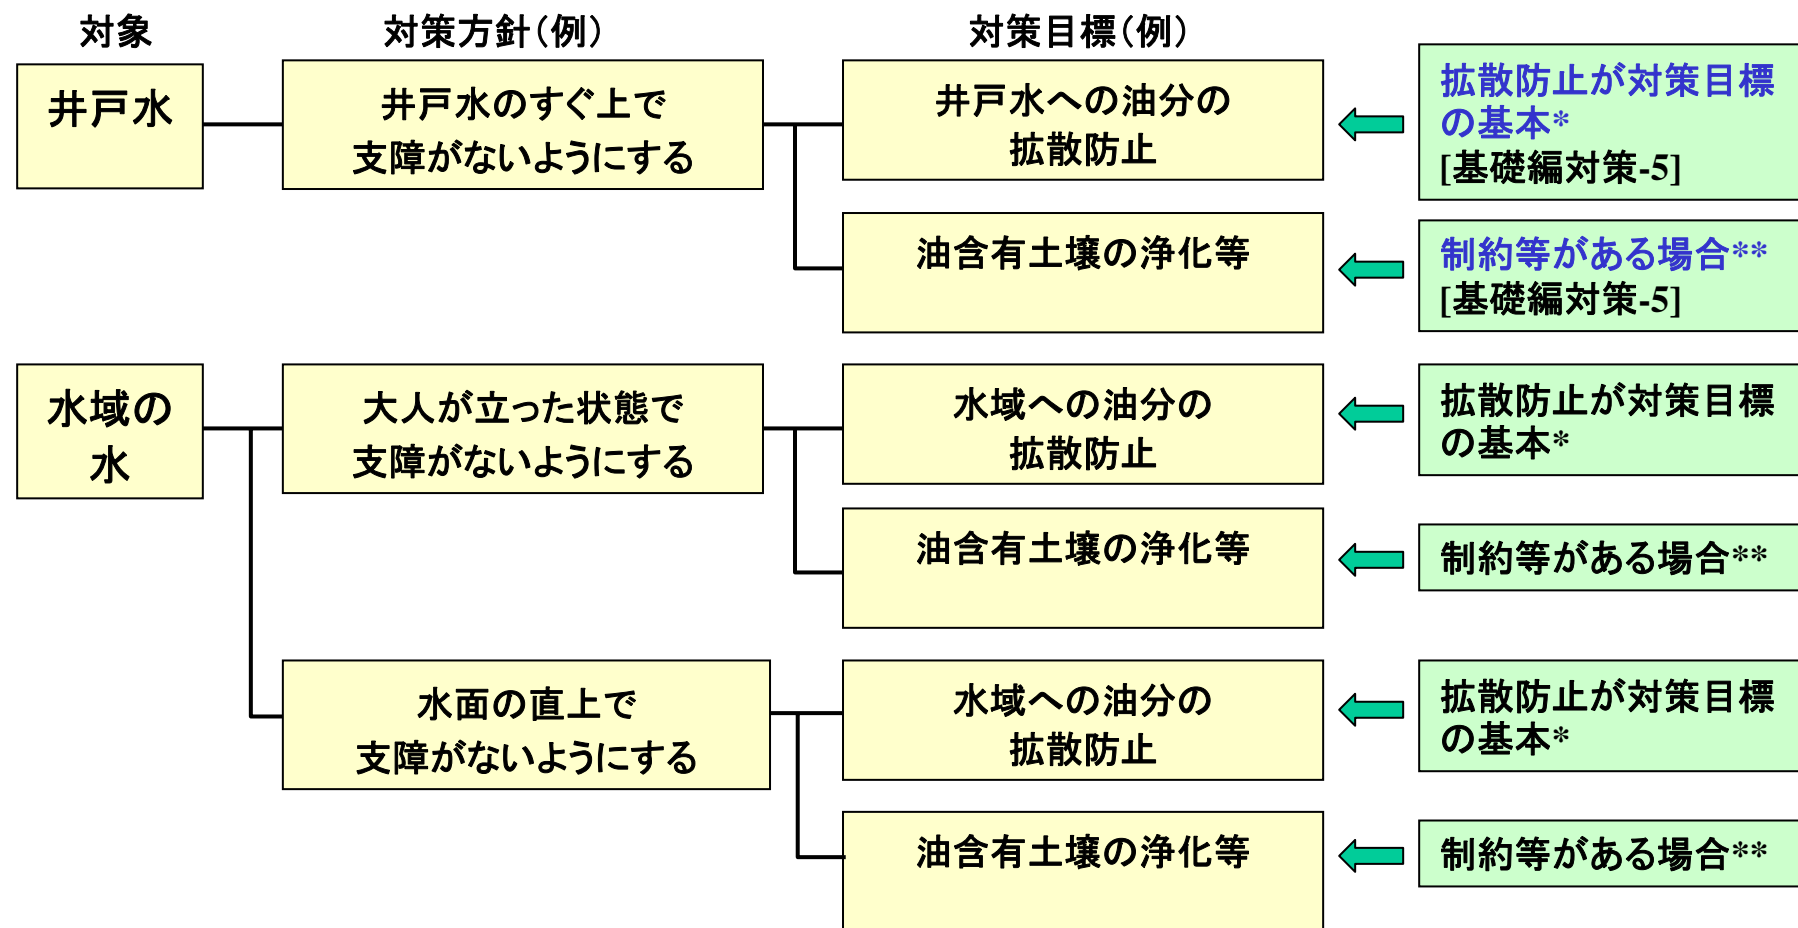 対象
対策方針（例）
対策目標（例）
井戸水
井戸水のすぐ上で
支障がないようにする
井戸水への油分の
拡散防止
拡散防止が対策目標
の基本*
[基礎編対策-5]
油含有土壌の浄化等
制約等がある場合**
[基礎編対策-5]
水域の
水
大人が立った状態で
支障がないようにする
水域への油分の
拡散防止
拡散防止が対策目標
の基本*
油含有土壌の浄化等
制約等がある場合**
水面の直上で
支障がないようにする
水域への油分の
拡散防止
拡散防止が対策目標
の基本*
油含有土壌の浄化等
制約等がある場合**